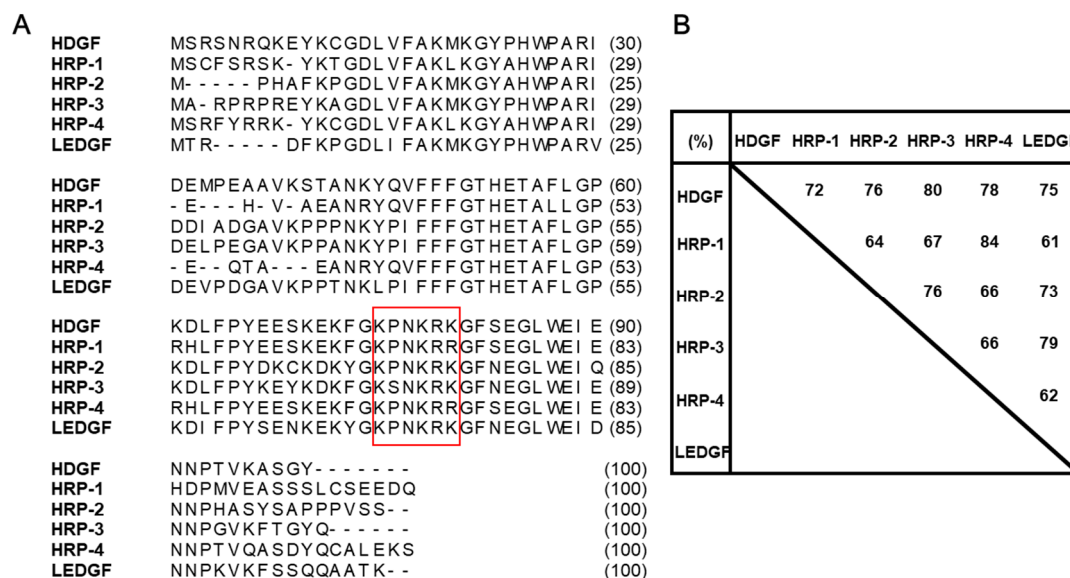 A
HDGF MSRSNRQKEYKCGDLVFAKMKGYPHWPARI (30)
HRP-1 MSCFSRSK-YKTGDLVFAKLKGYAHWPARI (29)
HRP-2 M-----PHAFKPGDLVFAKMKGYPHWPARI (25)
HRP-3 MA-RPRPREYKAGDLVFAKMKGYPHWPARI (29)
HRP-4 MSRFYRRK-YKCGDLVFAKLKGYAHWPARI (29)
LEDGF MTR-----DFKPGDLIFAKMKGYPHWPARV (25)
HDGF DEMPEAAVKSTANKYQVFFFGTHETAFLGP (60)
HRP-1 -E---H-V-AEANRYQVFFFGTHETALLGP (53)
HRP-2 DDIADGAVKPPPNKYPIFFFGTHETAFLGP (55)
HRP-3 DELPEGAVKPPANKYPIFFFGTHETAFLGP (59)
HRP-4 -E--QTA---EANRYQVFFFGTHETAFLGP (53)
LEDGF DEVPDGAVKPPTNKLPIFFFGTHETAFLGP (55)
HDGF KDLFPYEESKEKFGKPNKRKGFSEGLWEIE (90)
HRP-1 RHLFPYEESKEKFGKPNKRRGFSEGLWEIE (83)
HRP-2 KDLFPYDKCKDKYGKPNKRKGFNEGLWEIQ (85)
HRP-3 KDLFPYKEYKDKFGKSNKRKGFNEGLWEIE (89)
HRP-4 RHLFPYEESKEKFGKPNKRRGFSEGLWEIE (83)
LEDGF KDIFPYSENKEKYGKPNKRKGFNEGLWEID (85)
HDGF NNPTVKASGY------- (100)
HRP-1 HDPMVEASSSLCSEEDQ (100)
HRP-2 NNPHASYSAPPPVSS-- (100)
HRP-3 NNPGVKFTGYQ------ (100)
HRP-4 NNPTVQASDYQCALEKS (100)
LEDGF NNPKVKFSSQQAATK-- (100)
B
(%) HDGF HRP-1 HRP-2 HRP-3 HRP-4 LEDGF
HDGF 72 76 80 78 75
HRP-1 64 67 84 61
HRP-2 76 66 73
HRP-3 66 79
HRP-4 62
LEDGF